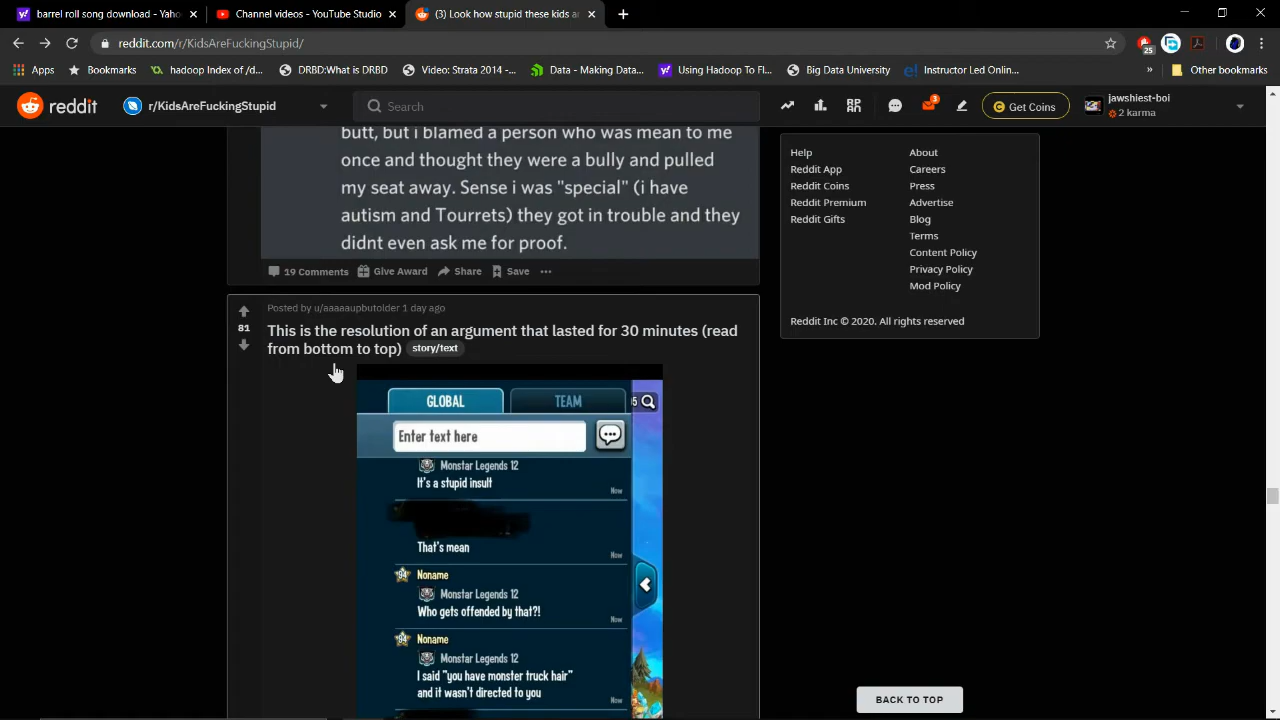 barrel roll song download - Yaho
Channel videos - YouTube Studio
(3) Look how stupid these kids ar
reddit.com/r/KidsAreFuckingStupid/
25
Apps
Bookmarks
hadoop Index of /d...
DRBD:What is DRBD
Video: Strata 2014 -...
Data - Making Data...
Using Hadoop To Fl...
Big Data University
Instructor Led Onlin...
»
Other bookmarks
reddit
r/KidsAreFuckingStupid
Search
3
Get Coins
jawshiest-boi
2 karma
butt, but i blamed a person who was mean to me
once and thought they were a bully and pulled
my seat away. Sense i was "special" (i have
autism and Tourrets) they got in trouble and they
didnt even ask me for proof.
19 Comments
Give Award
Share
Save
Posted by u/aaaaaupbutolder 1 day ago
81
This is the resolution of an argument that lasted for 30 minutes (read
from bottom to top)
story/text
GLOBAL
TEAM
Enter text here
Monstar Legends 12
It's a stupid insult
Now
That's mean
Now
94
Noname
Monstar Legends 12
Who gets offended by that?!
Now
94
Noname
Monstar Legends 12
I said "you have monster truck hair"
and it wasn't directed to you
Now
Help
About
Reddit App
Careers
Reddit Coins
Press
Reddit Premium
Advertise
Reddit Gifts
Blog
Terms
Content Policy
Privacy Policy
Mod Policy
Reddit Inc © 2020. All rights reserved
BACK TO TOP